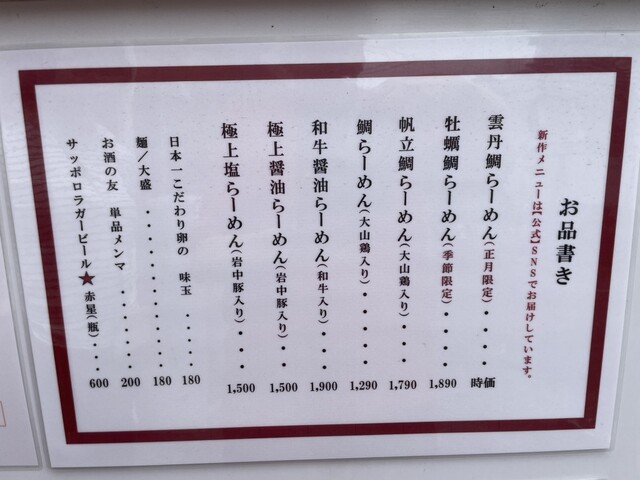 お品書き
新作メニューは【公式】SNSでお届けしています。
雲丹鯛らーめん(正月限定)・・・・時価
牡蠣鯛らーめん(季節限定)・・・・1,890
帆立鯛らーめん(大山鶏入り)・・・1,790
鯛らーめん(大山鶏入り)・・・・・1,290
和牛醤油らーめん(和牛入り)・・・1,900
極上醤油らーめん(岩中豚入り)・・・1,500
極上塩らーめん(岩中豚入り)・・・・1,500
日本一こだわり卵の 味玉・・・・・180
麺/大盛・・・・・・・・・・・・180
お酒の友 単品メンマ・・・・・・・200
サッポロラガービール★赤星(瓶)・・・600